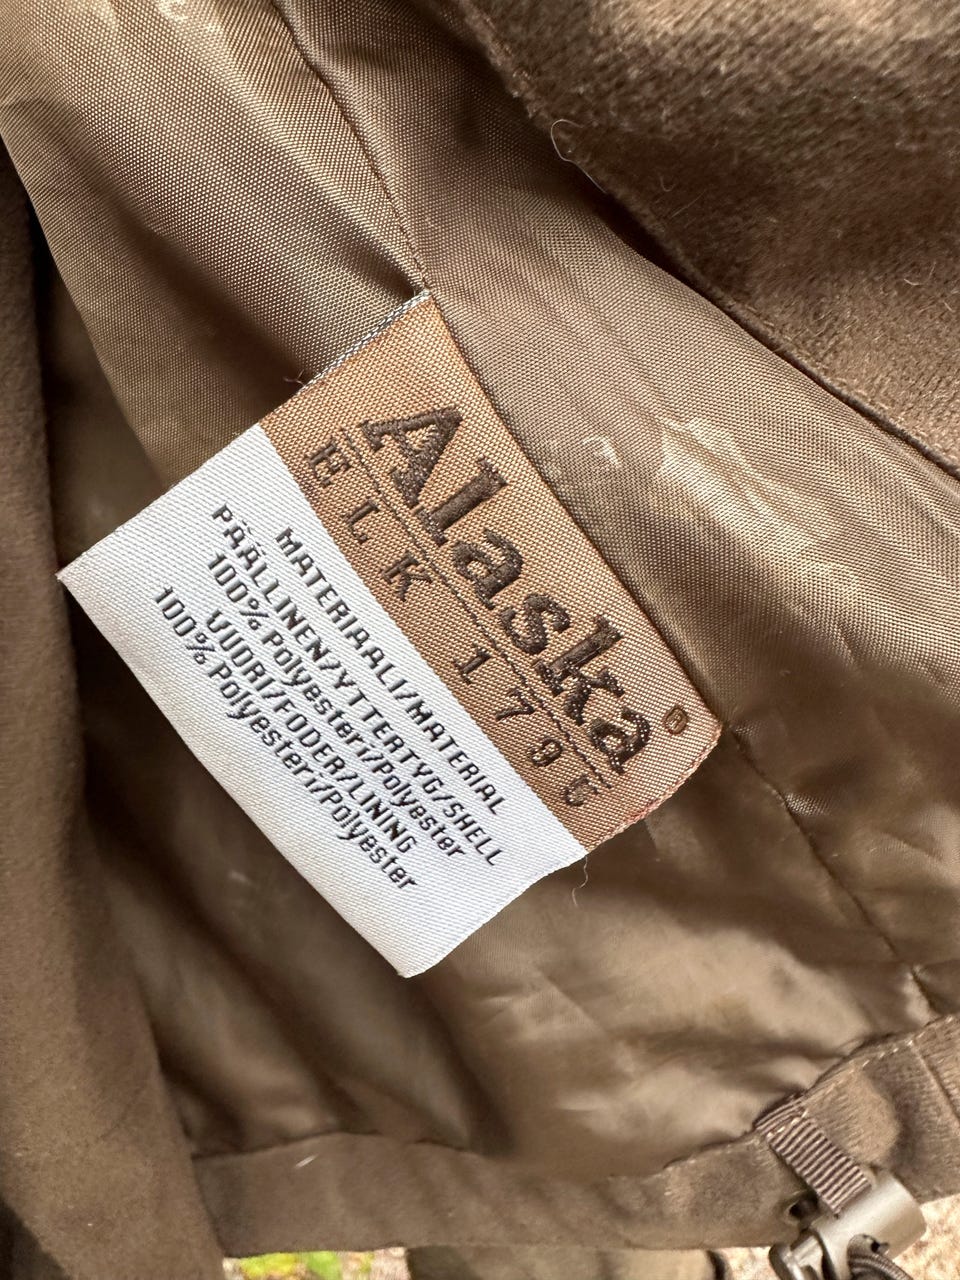 Alaska®
ELK 1795
MATERIAALI/MATERIAL
PÄÄLLINEN/YTTERTYG/SHELL
100% Polyesteri/Polyester
VUORI/FODER/LINING
100% Polyesteri/Polyester